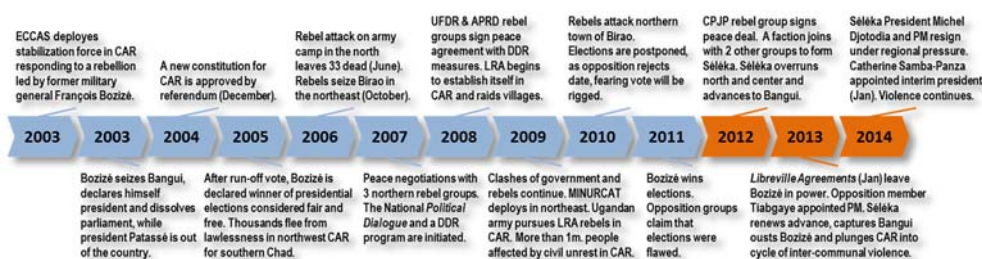 ECCAS deployes
stabilization force in CAR
responding to a rebellion
led by former military
general François Bozizé.
A new constitution for
CAR is approved by
referendum (December).
Rebel attack on army
camp in the north
leaves 33 dead (June).
Rebels seize Birao in
the northeast (October).
UFDR & APRD rebel
groups sign peace
agreement with DDR
measures. LRA begins
to establish itself in
CAR and raids villages.
Rebels attack northern
town of Birao.
Elections are postponed,
as opposition rejects
date, fearing vote will be
rigged.
CPJP rebel group signs
peace deal. A faction joins
with 2 other groups to form
Séléka. Séléka overruns
north and center and
advances to Bangui.
Séléka President Michel
Djotodia and PM resign
under regional pressure.
Catherine Samba-Panza
appointed interim president
(Jan). Violence continues.
2003
2003
2004
2005
2006
2007
2008
2009
2010
2011
2012
2013
2014
Bozizé seizes Bangui,
declares himself
president and dissolves
parliament, while
president Patassé is out
of the country.
After run-off vote, Bozizé is
declared winner of presidential
elections considered fair and
free. Thousands flee from
lawlessness in northwest CAR
for southern Chad.
Peace negotiations with
3 northern rebel groups.
The National Political
Dialogue and a DDR
program are initiated.
Clashes of government and
rebels continue. MINURCAT
deploys in northeast. Ugandan
army pursues LRA rebels in
CAR. More than 1m. people
affected by civil unrest in CAR.
Bozizé wins
elections.
Opposition groups
claim that
elections were
flawed.
Libreville Agreements (Jan) leave
Bozizé in power. Opposition member
Tiabgaye appointed PM. Séléka
renews advance, captures Bangui
ousts Bozizé and plunges CAR into
cycle of inter-communal violence.